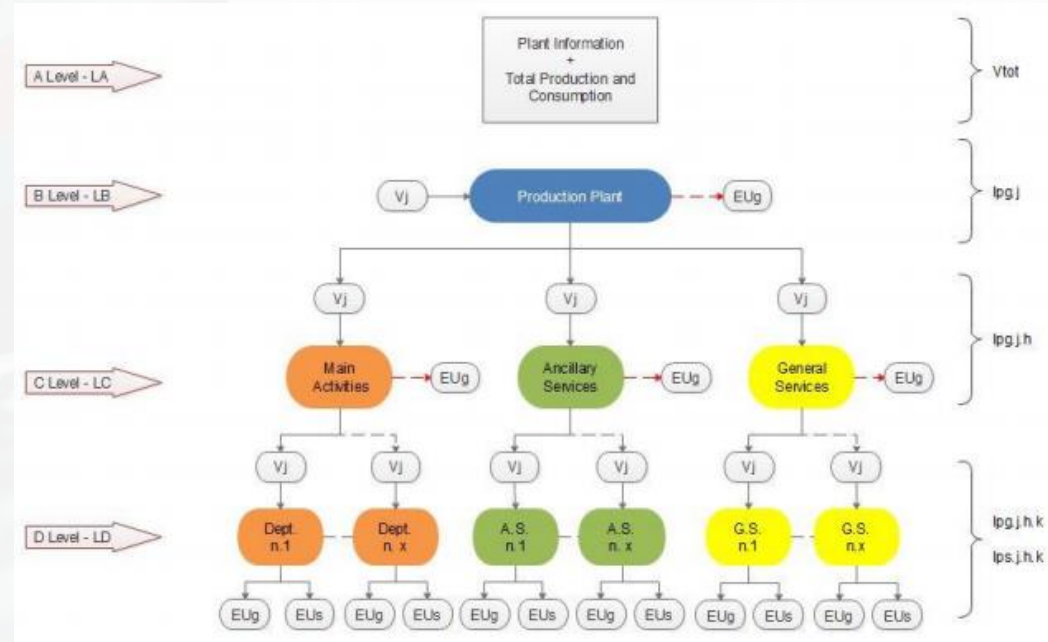 Plant Information
+
Total Production and
Consumption
A Level - LA
Vtot
B Level - LB
Vj
Production Plant
EUg
Ipg.j
Vj
Vj
Vj
Main
Activities
EUg
Ancillary
Services
EUg
General
Services
EUg
C Level - LC
Ipg.j.h
Vj
Vj
Vj
Vj
Vj
Vj
D Level - LD
Dept.
n.1
Dept.
n. x
A.S.
n.1
A.S.
n. x
G.S.
n.1
G.S.
n.x
Ipg.j.h.k
Ips.j.h.k
EUg
EUs
EUg
EUs
EUg
EUs
EUg
EUs
EUg
EUs
EUg
EUs